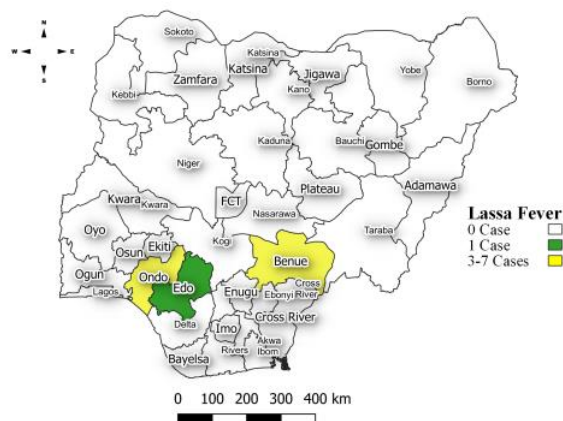 N
W E
S
Sokoto
Katsina
Zamfara Katsina Jigawa Yobe Borno
Kebbi Kano
Kaduna Bauchi Gombe
Niger
Adamawa
Kwara Plateau
Kwara FCT
Nasarawa
Oyo Taraba
Kogi
Osun Ekiti Benue
Ogun Ondo
Edo Cross
Lagos Enugu Ebonyi River
Delta Cross River
Imo
Akwa
Bayelsa Rivers Ibom
Lassa Fever
0 Case
1 Case
3-7 Cases
0 100 200 300 400 km